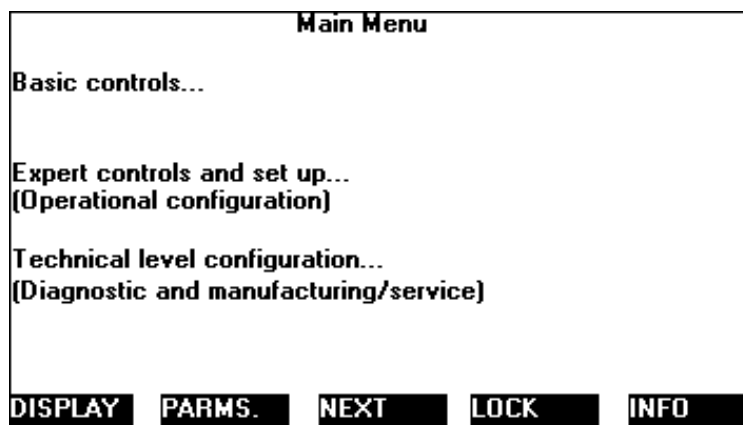 Main Menu
Basic controls...
Expert controls and set up...
(Operational configuration)
Technical level configuration...
(Diagnostic and manufacturing/service)
DISPLAY PARMS. NEXT LOCK INFO